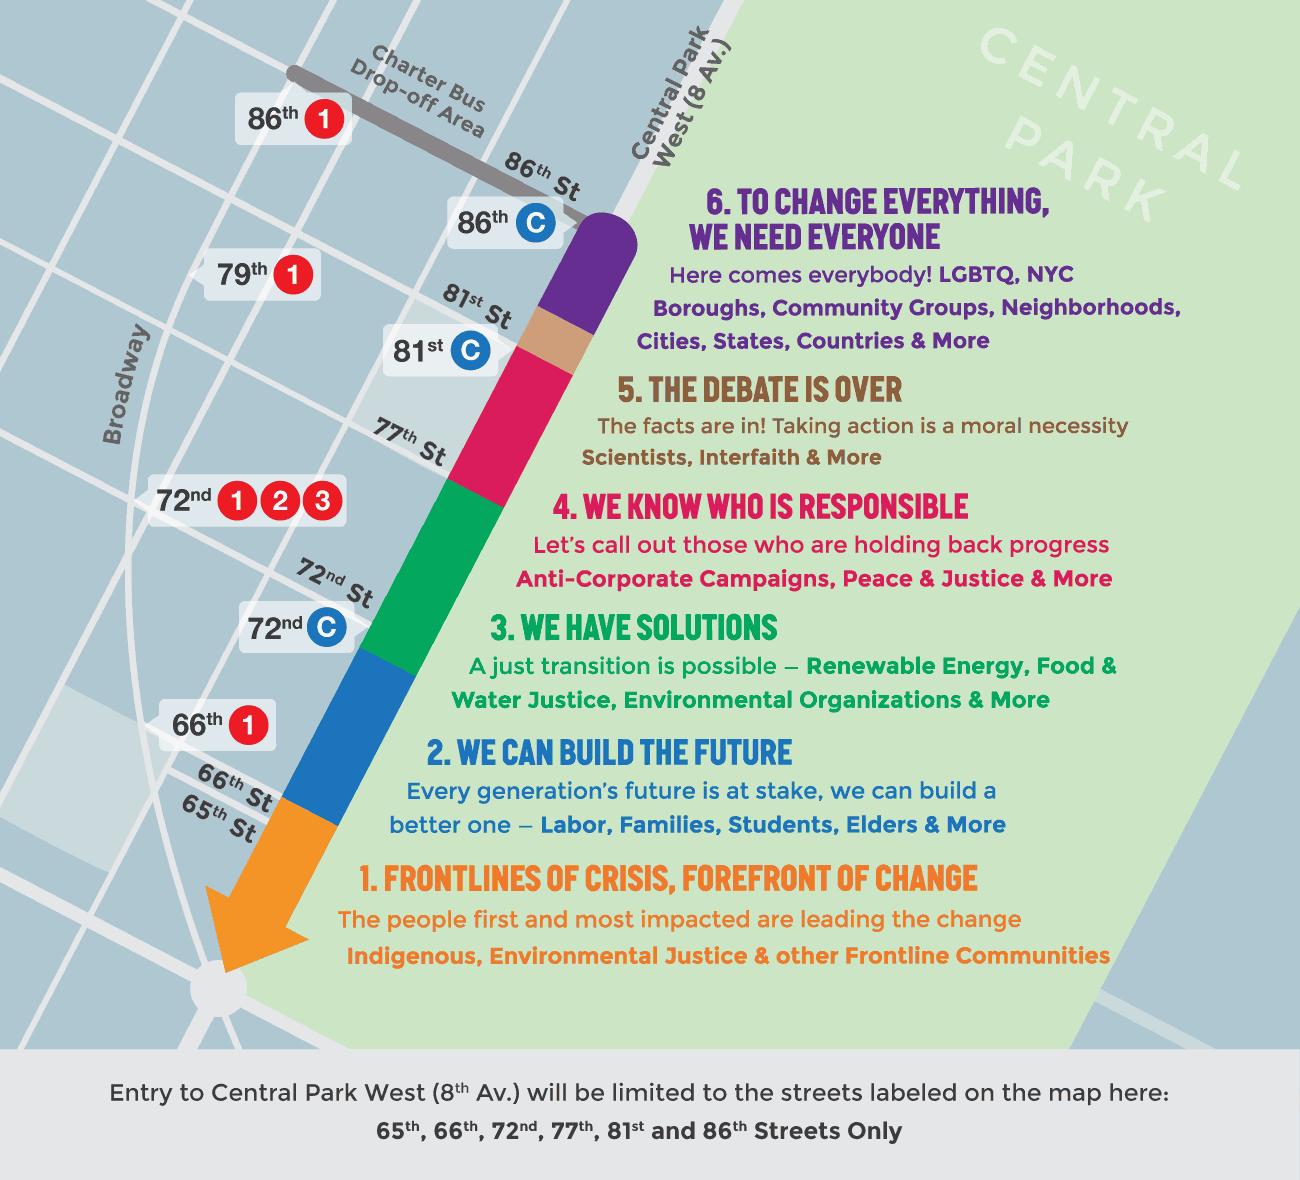 CENTRAL
PARK
Central Park
West (8 Av.)
Charter Bus
Drop-off Area
86th 1
86th St
86th C
79th 1
81st St
81st C
Broadway
77th St
72nd 1 2 3
72nd St
72nd C
66th 1
66th St
65th St
6. TO CHANGE EVERYTHING,
WE NEED EVERYONE
Here comes everybody! LGBTQ, NYC
Boroughs, Community Groups, Neighborhoods,
Cities, States, Countries & More
5. THE DEBATE IS OVER
The facts are in! Taking action is a moral necessity
Scientists, Interfaith & More
4. WE KNOW WHO IS RESPONSIBLE
Let’s call out those who are holding back progress
Anti-Corporate Campaigns, Peace & Justice & More
3. WE HAVE SOLUTIONS
A just transition is possible – Renewable Energy, Food &
Water Justice, Environmental Organizations & More
2. WE CAN BUILD THE FUTURE
Every generation’s future is at stake, we can build a
better one – Labor, Families, Students, Elders & More
1. FRONTLINES OF CRISIS, FOREFRONT OF CHANGE
The people first and most impacted are leading the change
Indigenous, Environmental Justice & other Frontline Communities
Entry to Central Park West (8th Av.) will be limited to the streets labeled on the map here:
65th, 66th, 72nd, 77th, 81st and 86th Streets Only